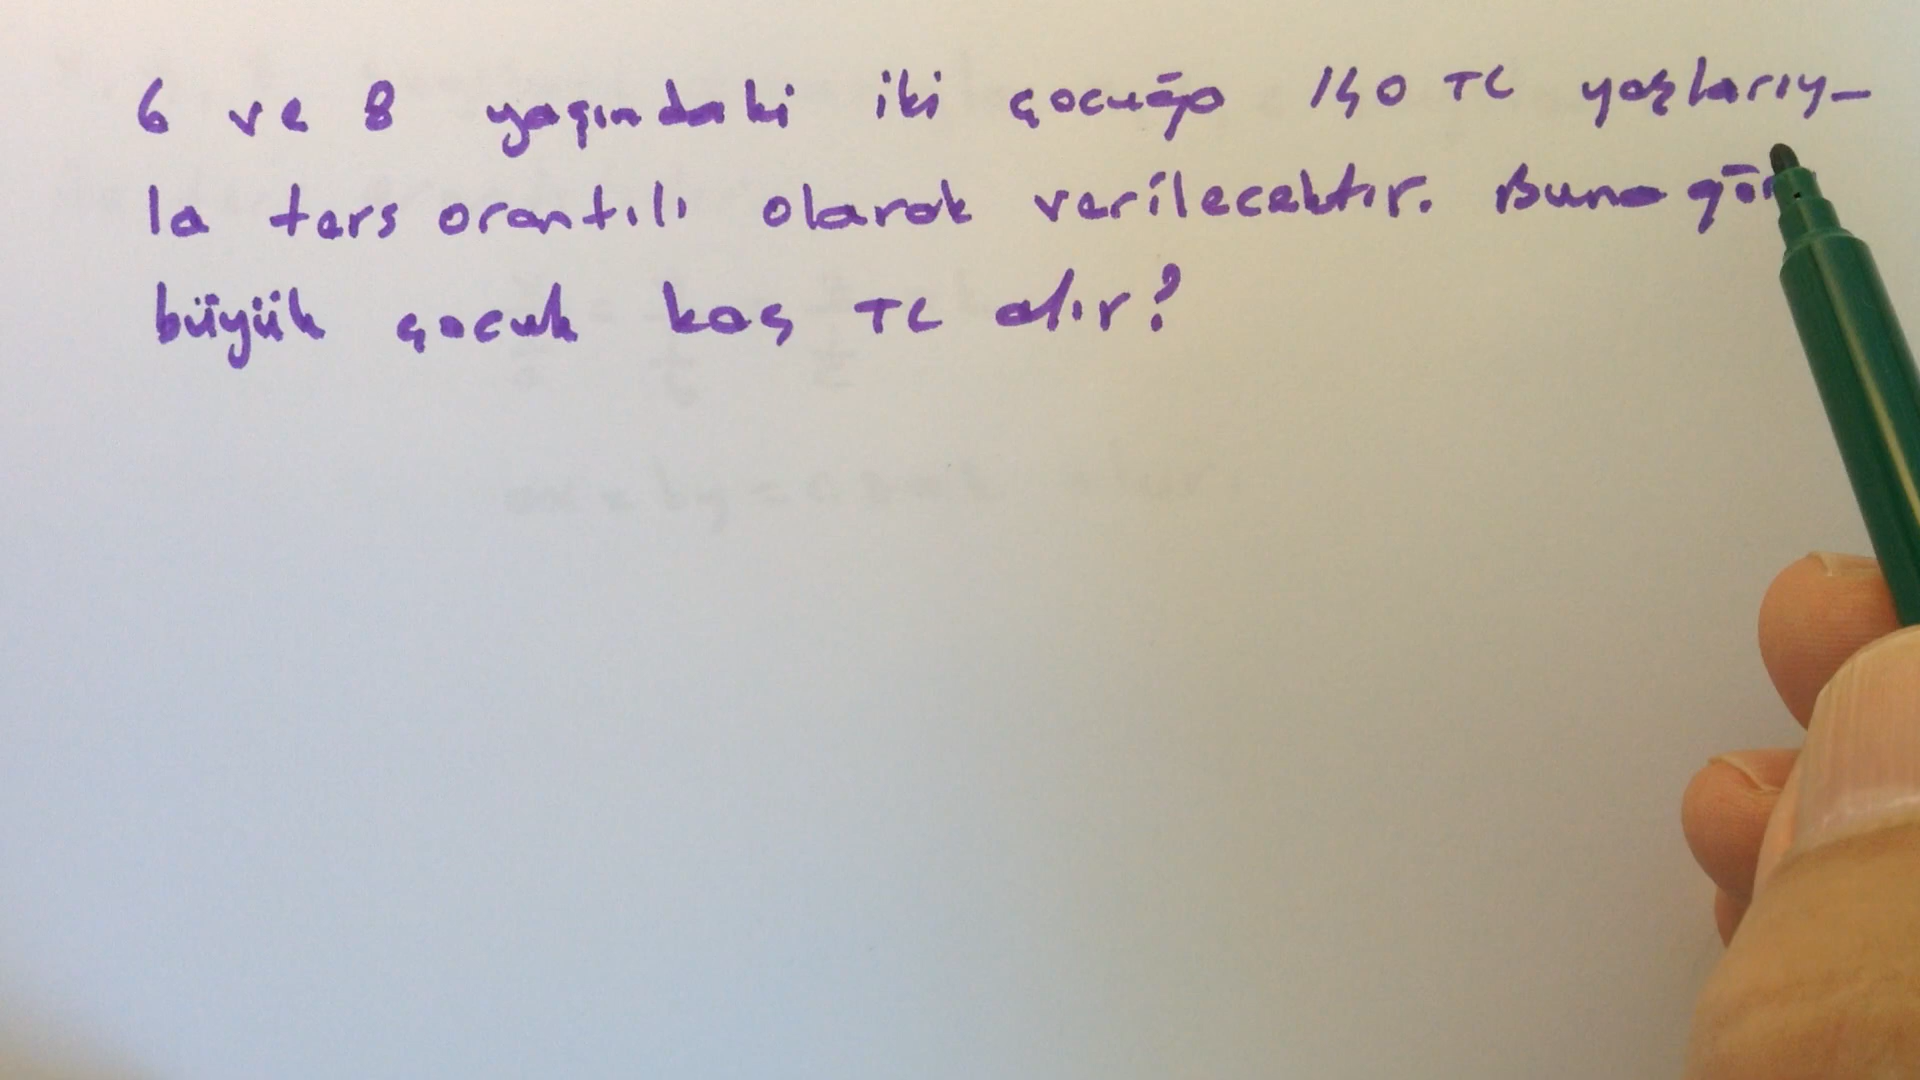 6 ve 8 yaşındaki iki çocuğa 140 TL yaşlarıy-
la ters orantılı olarak verilecektir. Buna gör
büyük çocuk kaç TL alır?